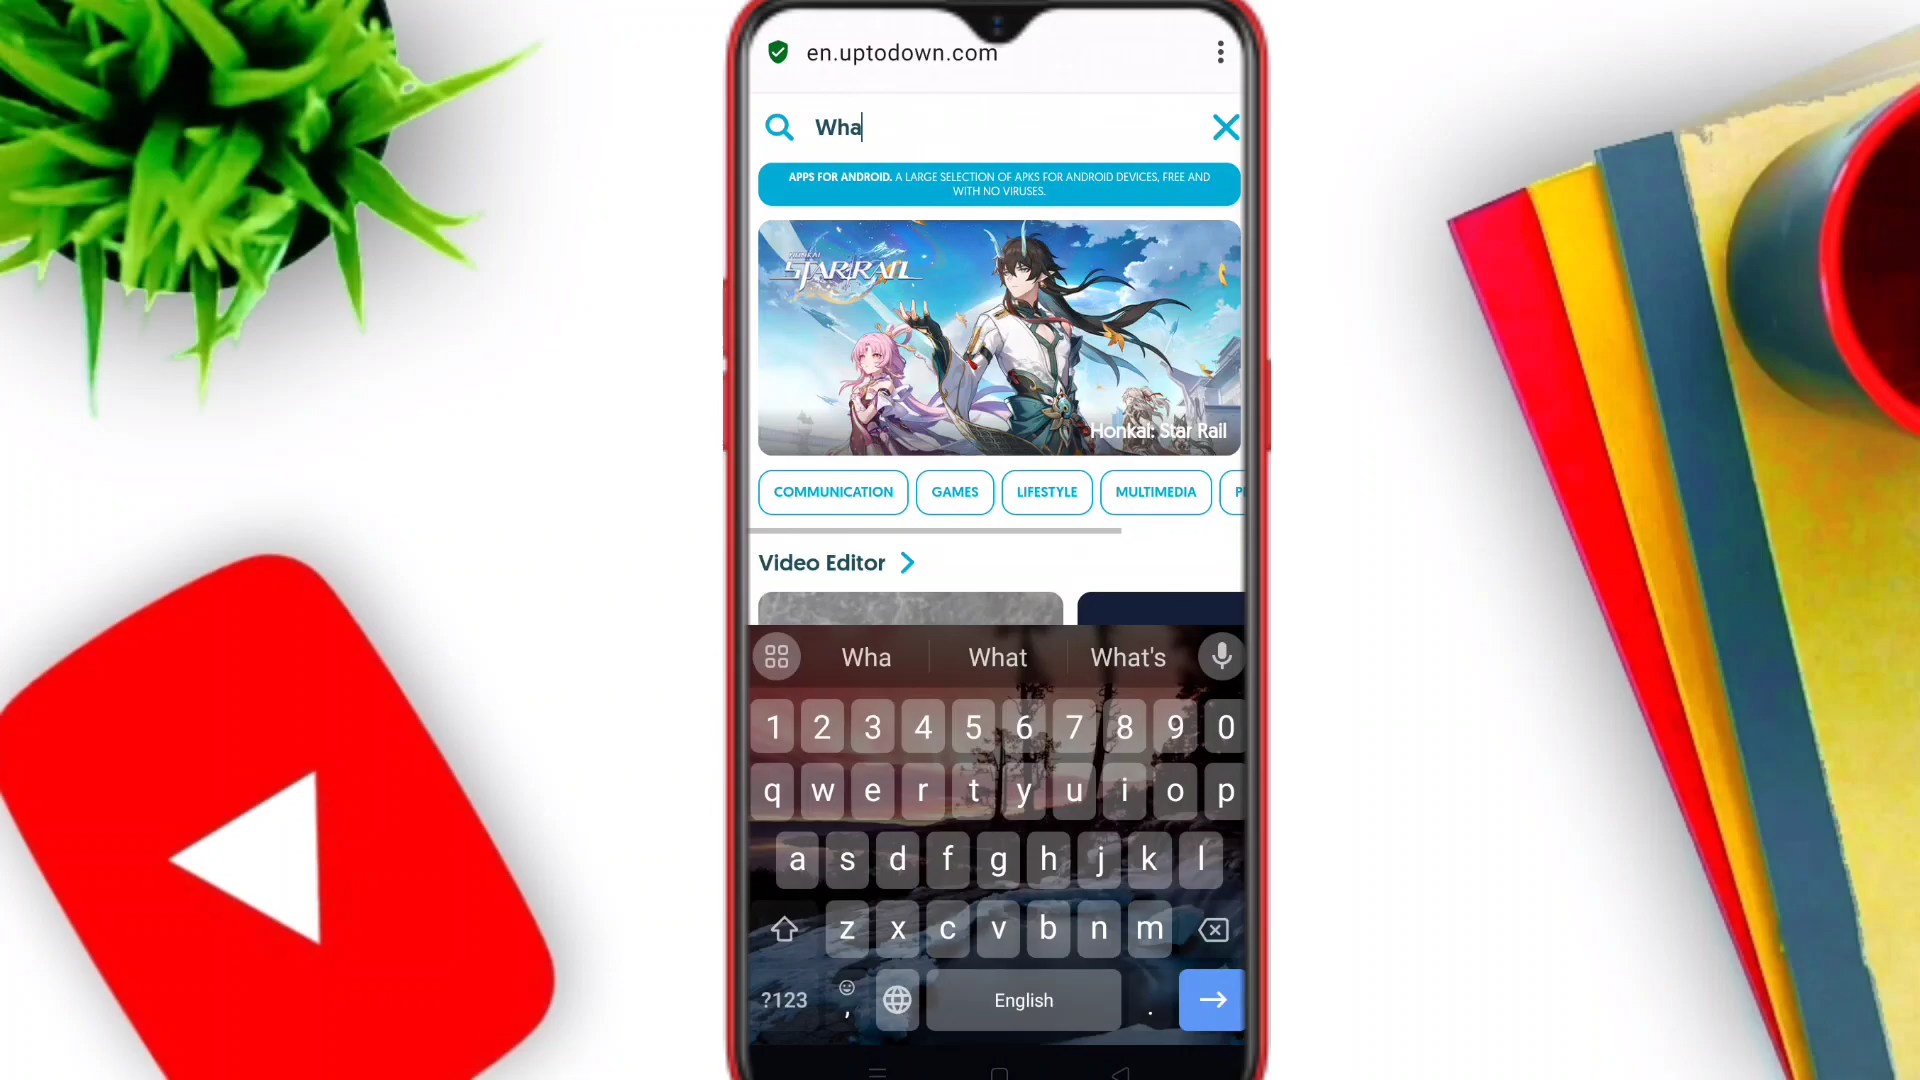 en.uptodown.com
Wha
APPS FOR ANDROID. A LARGE SELECTION OF APKS FOR ANDROID DEVICES, FREE AND
WITH NO VIRUSES.
HONKAI
STAR RAIL
Honkai: Star Rail
COMMUNICATION GAMES LIFESTYLE MULTIMEDIA
Video Editor
Wha What What's
1 2 3 4 5 6 7 8 9 0
q w e r t y u i o p
a s d f g h j k l
z x c v b n m
?123 , English .